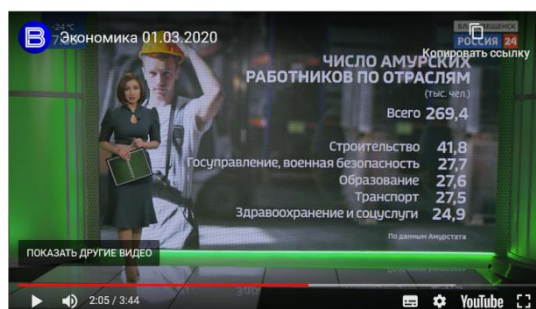 -24 °C
В Экономика 01.03.2020
БЛАГОВЕЩЕНСК
РОССИЯ 24
Копировать ссылку
ЧИСЛО АМУРСКИХ
РАБОТНИКОВ ПО ОТРАСЛЯМ
(тыс. чел.)
Всего 269,4
Строительство 41,8
Госуправление, военная безопасность 27,7
Образование 27,6
Транспорт 27,5
Здравоохранение и соцуслуги 24,9
По данным Амурстата
ПОКАЗАТЬ ДРУГИЕ ВИДЕО
2:05 / 3:44
YouTube